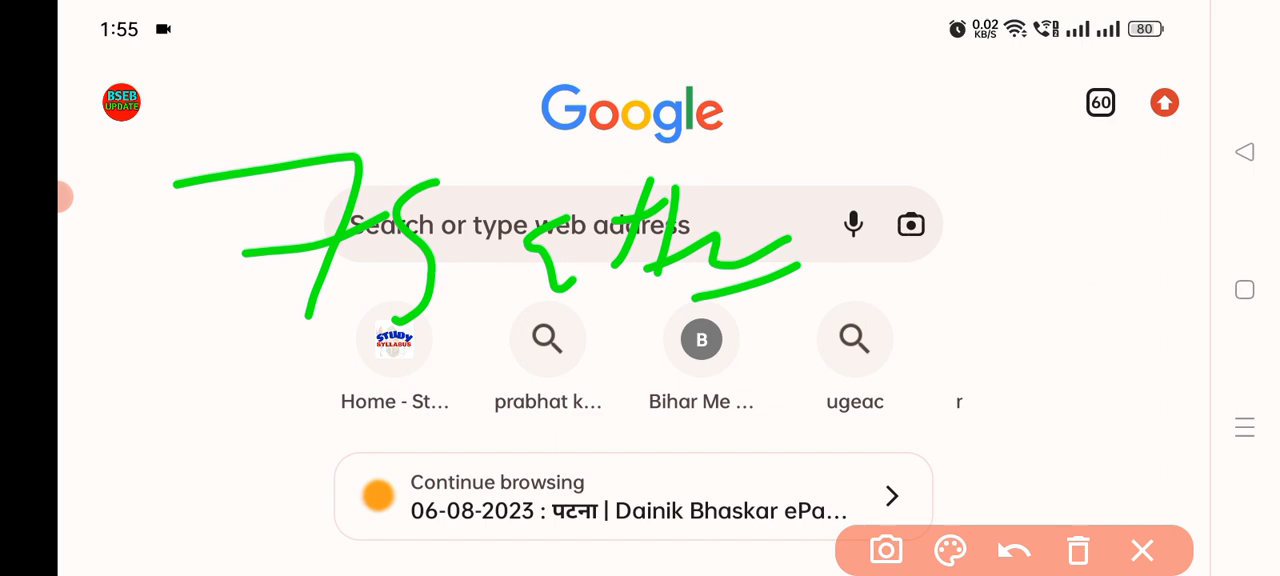 1:55 0.02 KB/S 80
BSEB UPDATE Google 60
Search or type web address
STUDY SYLLABUS B
Home - St... prabhat k... Bihar Me ... ugeac r
Continue browsing
06-08-2023 : पटना | Dainik Bhaskar ePa...